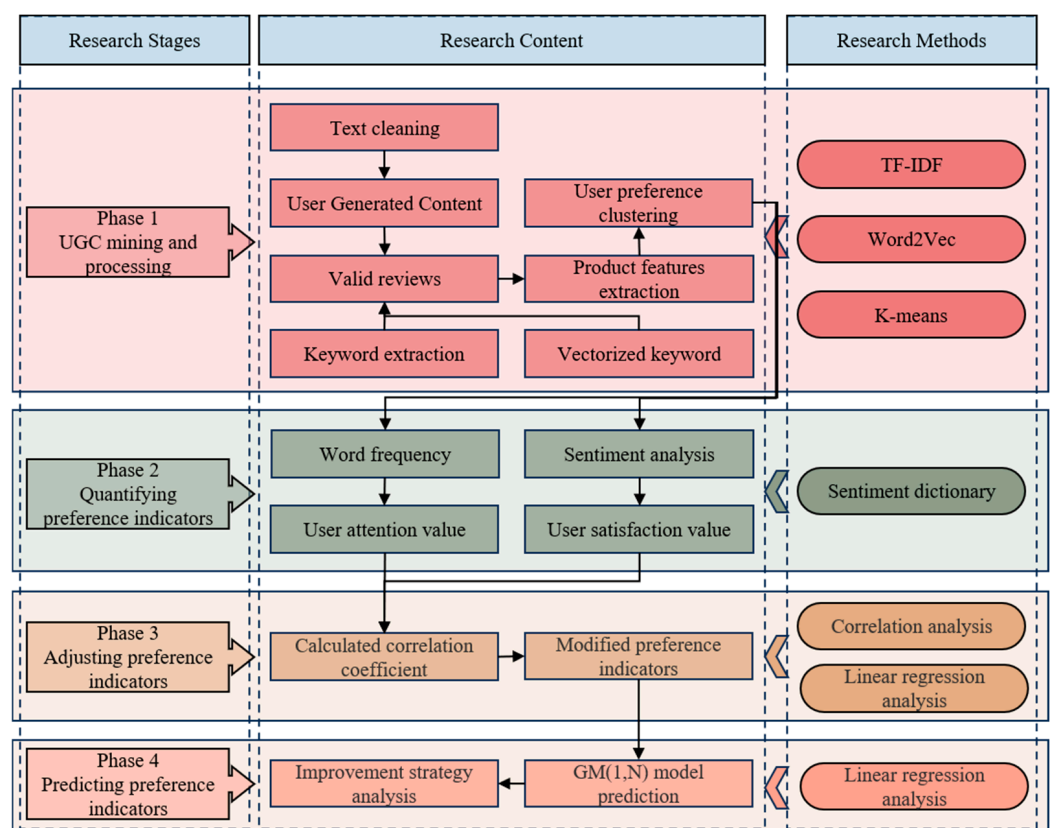 Research Stages
Research Content
Research Methods
Phase 1
UGC mining and
processing
Text cleaning
User Generated Content
Valid reviews
Keyword extraction
User preference
clustering
Product features
extraction
Vectorized keyword
TF-IDF
Word2Vec
K-means
Phase 2
Quantifying
preference indicators
Word frequency
Sentiment analysis
User attention value
User satisfaction value
Sentiment dictionary
Phase 3
Adjusting preference
indicators
Calculated correlation
coefficient
Modified preference
indicators
Correlation analysis
Linear regression
analysis
Phase 4
Predicting preference
indicators
Improvement strategy
analysis
GM(1,N) model
prediction
Linear regression
analysis